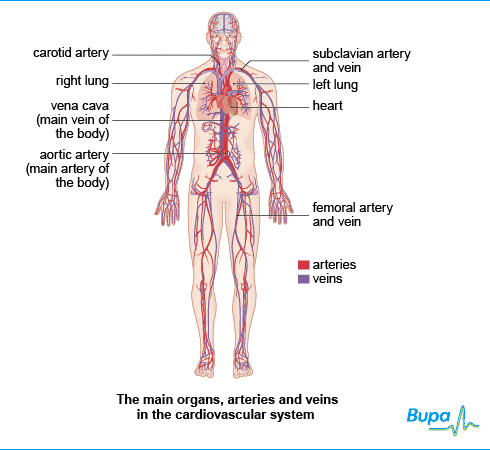 carotid artery
right lung
vena cava
(main vein of
the body)
aortic artery
(main artery of
the body)
subclavian artery
and vein
left lung
heart
femoral artery
and vein
arteries
veins
The main organs, arteries and veins
in the cardiovascular system
Bupa